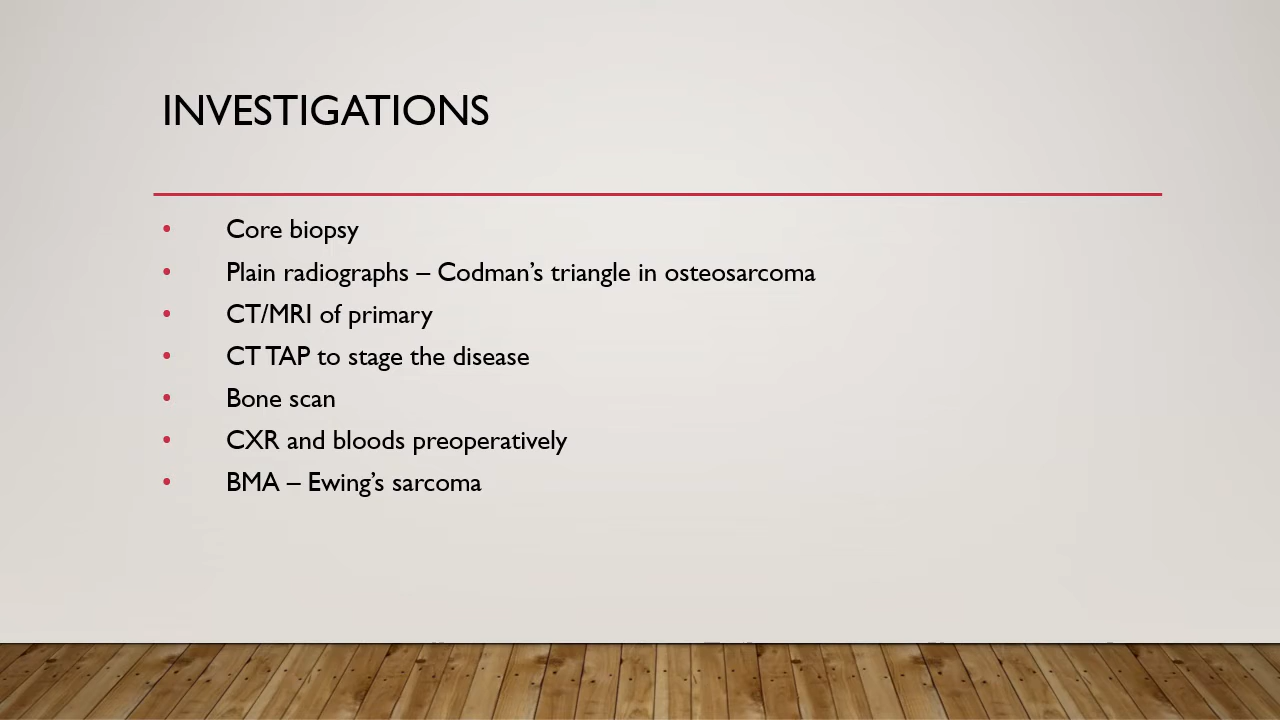 INVESTIGATIONS
• Core biopsy
• Plain radiographs – Codman’s triangle in osteosarcoma
• CT/MRI of primary
• CT TAP to stage the disease
• Bone scan
• CXR and bloods preoperatively
• BMA – Ewing’s sarcoma